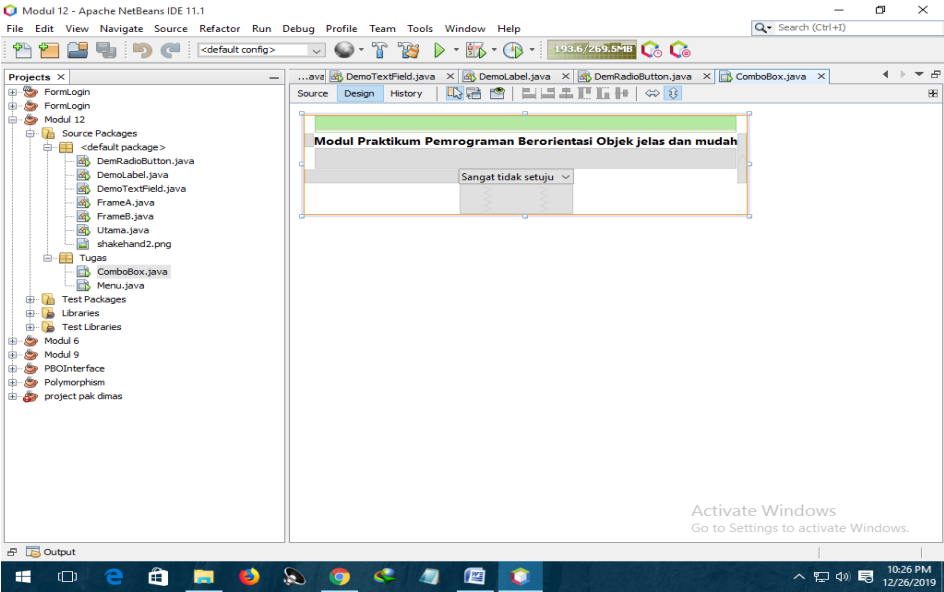 Modul 12 - Apache NetBeans IDE 11.1
File Edit View Navigate Source Refactor Run Debug Profile Team Tools Window Help
Search (Ctrl+I)
<default config>
193.6/269.5MB
Projects
...ava DemoTextField.java DemoLabel.java DemRadioButton.java ComboBox.java
Source Design History
FormLogin
FormLogin
Modul 12
Source Packages
<default package>
DemRadioButton.java
DemoLabel.java
DemoTextField.java
FrameA.java
FrameB.java
Utama.java
shakehand2.png
Tugas
ComboBox.java
Menu.java
Test Packages
Libraries
Test Libraries
Modul 6
Modul 9
PBOInterface
Polymorphism
project pak dimas
Modul Praktikum Pemrograman Berorientasi Objek jelas dan mudah
Sangat tidak setuju
Activate Windows
Go to Settings to activate Windows.
Output
10:26 PM
12/26/2019